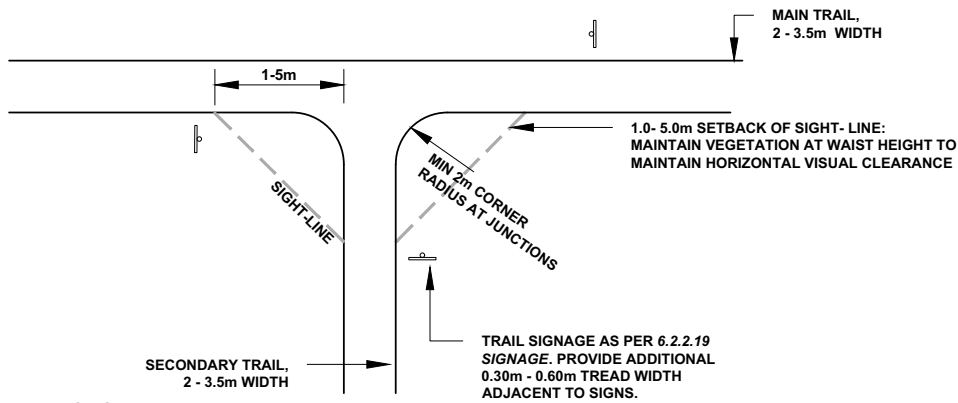 MAIN TRAIL,
2 - 3.5m WIDTH
1-5m
1.0- 5.0m SETBACK OF SIGHT- LINE:
MAINTAIN VEGETATION AT WAIST HEIGHT TO
MAINTAIN HORIZONTAL VISUAL CLEARANCE
MIN 2m CORNER
RADIUS AT JUNCTIONS
SIGHT-LINE
TRAIL SIGNAGE AS PER 6.2.2.19
SIGNAGE. PROVIDE ADDITIONAL
0.30m - 0.60m TREAD WIDTH
ADJACENT TO SIGNS.
SECONDARY TRAIL,
2 - 3.5m WIDTH